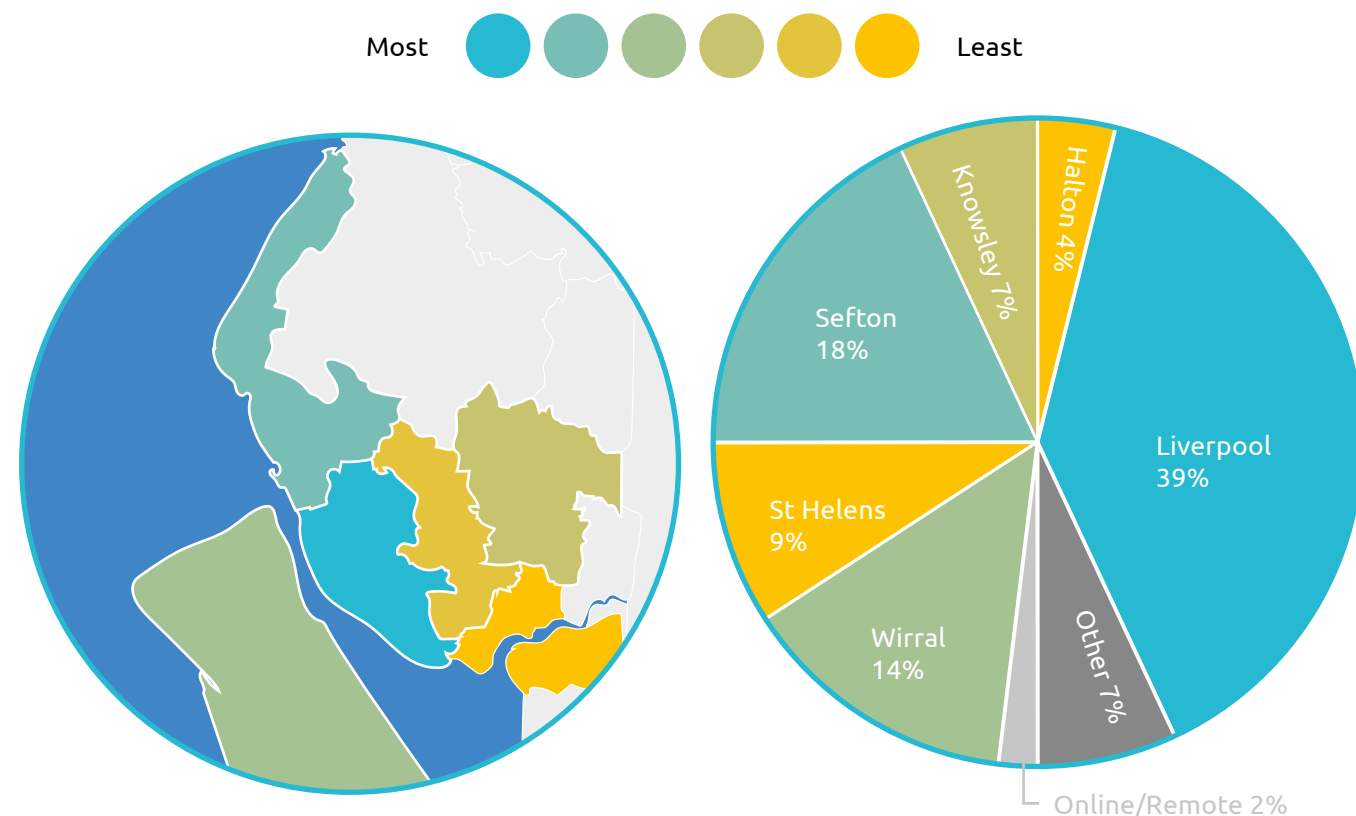 Most
Least
Halton 4%
Knowsley 7%
Sefton
18%
Liverpool
39%
St Helens
9%
Wirral
14%
Other 7%
Online/Remote 2%